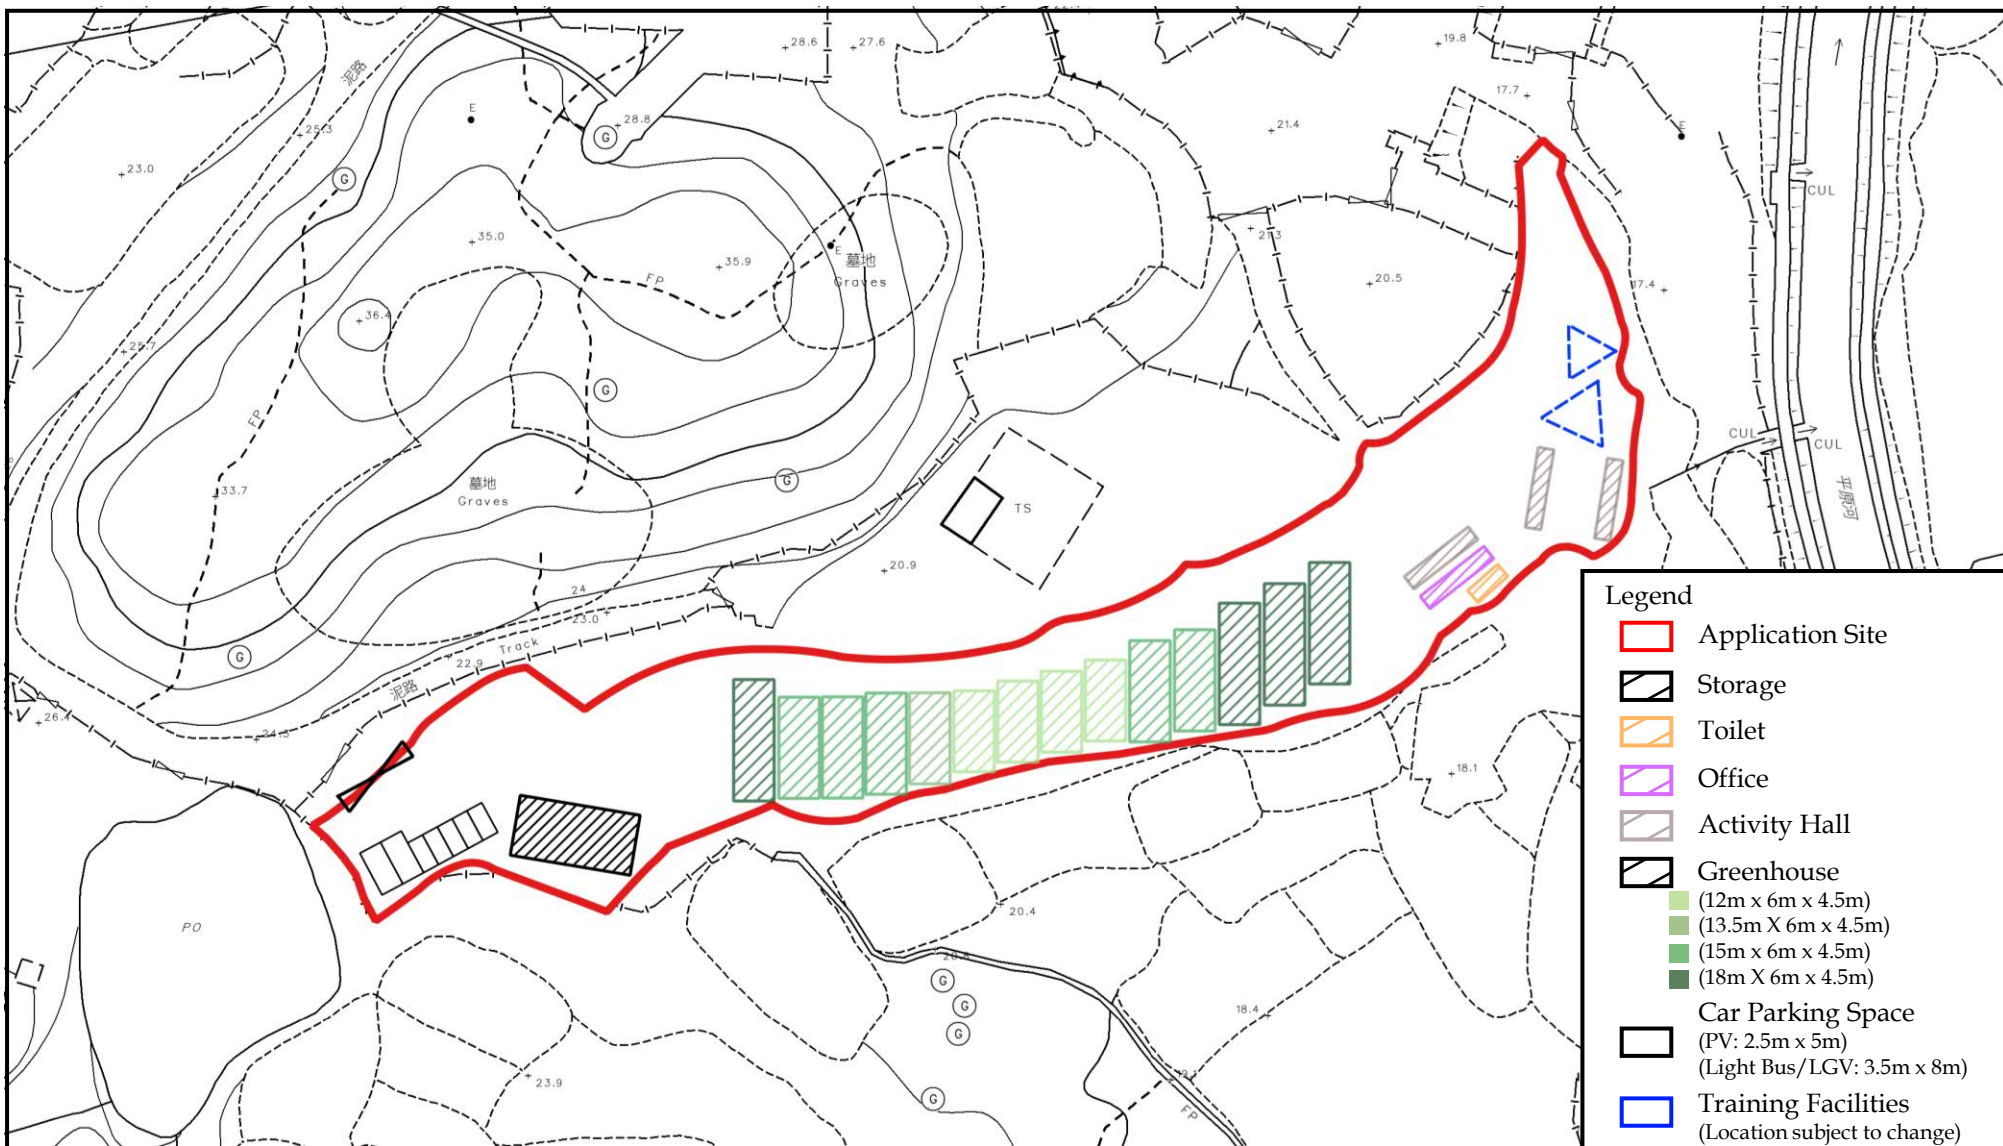 28.6
27.6
19.8
泥路
E
17.7
25.3
G
28.8
21.4
E
23.0
G
CUL
35.0
21.3
35.9
E
墓地
Graves
FP
20.5
17.4
36.4
25.7
G
FP
CUL
CUL
墓地
Graves
G
33.7
TS
平原河
20.9
24
23.0
Track
22.9
G
泥路
26.4
24.5
18.1
PO
20.4
20.8
G
G
G
18.4
23.9
G
FP
Legend
Application Site
Storage
Toilet
Office
Activity Hall
Greenhouse
(12m x 6m x 4.5m)
(13.5m X 6m x 4.5m)
(15m x 6m x 4.5m)
(18m X 6m x 4.5m)
Car Parking Space
(PV: 2.5m x 5m)
(Light Bus/LGV: 3.5m x 8m)
Training Facilities
(Location subject to change)